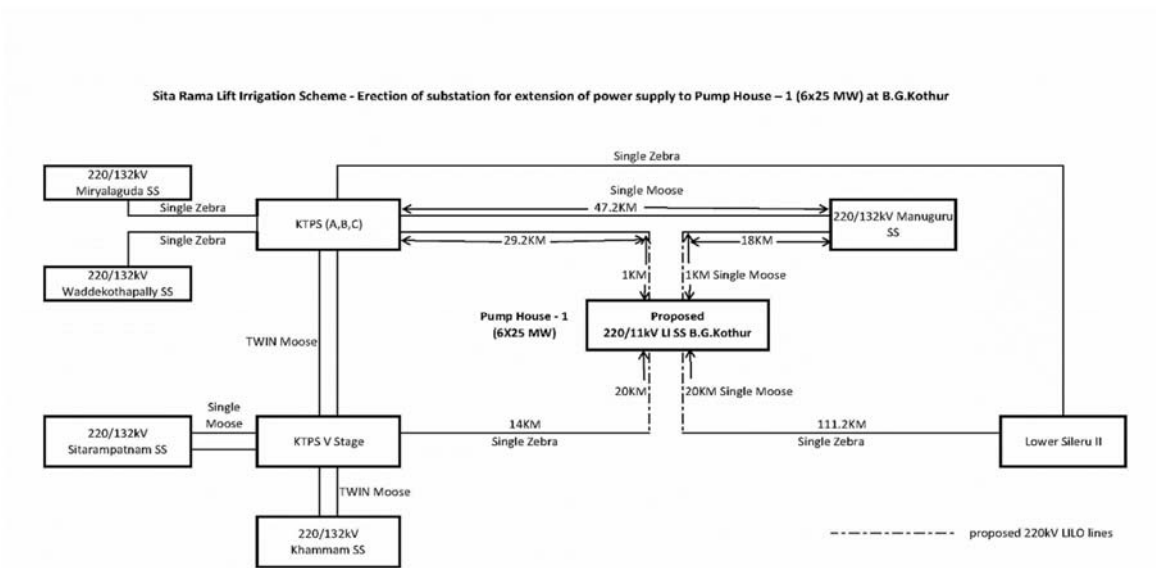 Sita Rama Lift Irrigation Scheme - Erection of substation for extension of power supply to Pump House – 1 (6x25 MW) at B.G.Kothur
Single Zebra
220/132kV
Miryalaguda SS
Single Zebra
KTPS (A,B,C)
Single Moose
47.2KM
220/132kV Manuguru
SS
Single Zebra
29.2KM
18KM
220/132kV
Waddekothapally SS
1KM
1KM Single Moose
Pump House - 1
(6X25 MW)
Proposed
220/11kV LI SS B.G.Kothur
TWIN Moose
20KM
20KM Single Moose
Single
Moose
220/132kV
Sitarampatnam SS
KTPS V Stage
14KM
Single Zebra
111.2KM
Single Zebra
Lower Sileru II
TWIN Moose
220/132kV
Khammam SS
proposed 220kV LILO lines